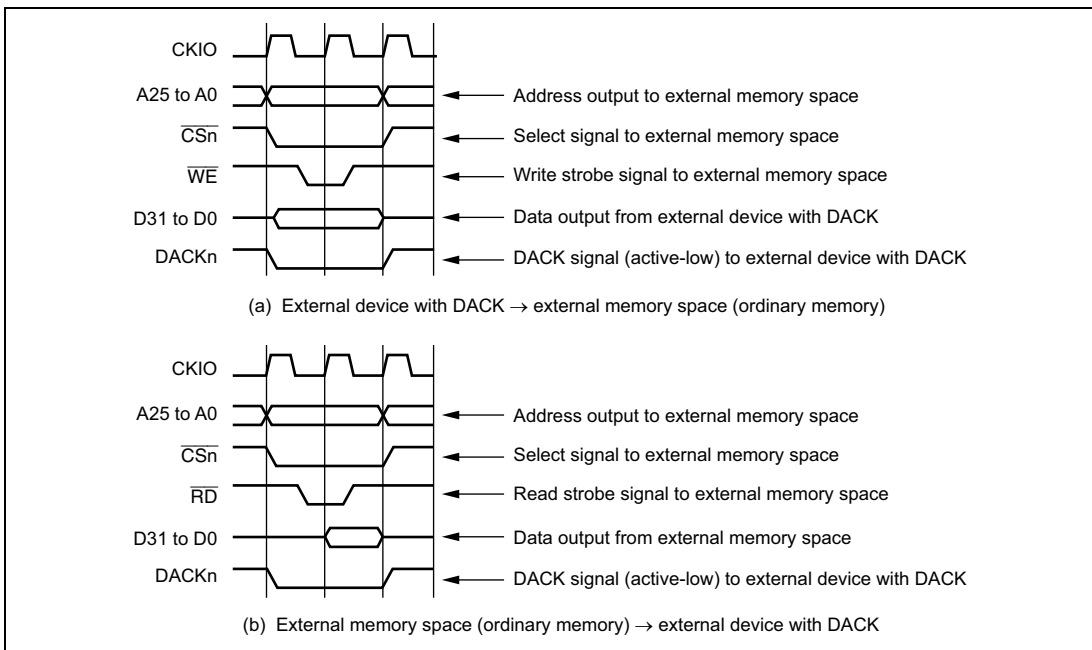 CKIO
A25 to A0 Address output to external memory space
CSn Select signal to external memory space
WE Write strobe signal to external memory space
D31 to D0 Data output from external device with DACK
DACKn DACK signal (active-low) to external device with DACK
(a) External device with DACK → external memory space (ordinary memory)
CKIO
A25 to A0 Address output to external memory space
CSn Select signal to external memory space
RD Read strobe signal to external memory space
D31 to D0 Data output from external memory space
DACKn DACK signal (active-low) to external device with DACK
(b) External memory space (ordinary memory) → external device with DACK